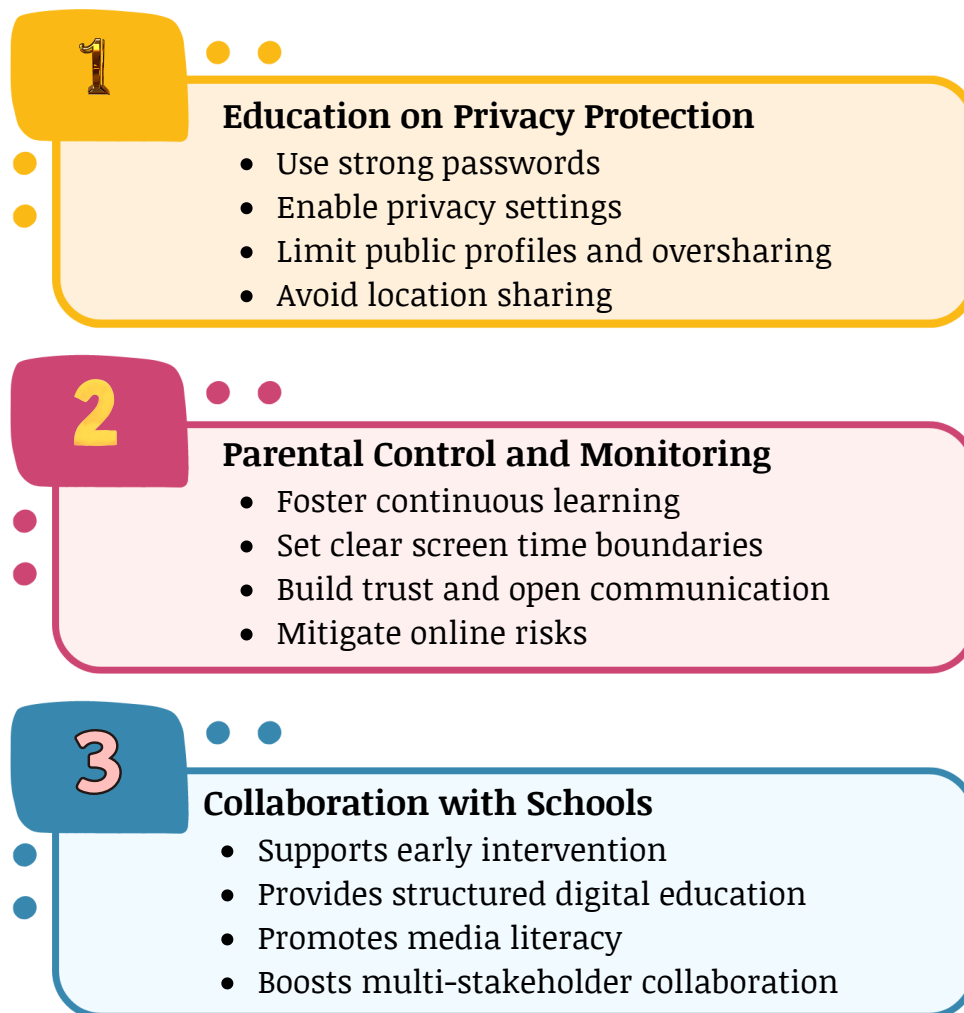 1
Education on Privacy Protection
• Use strong passwords
• Enable privacy settings
• Limit public profiles and oversharing
• Avoid location sharing
2
Parental Control and Monitoring
• Foster continuous learning
• Set clear screen time boundaries
• Build trust and open communication
• Mitigate online risks
3
Collaboration with Schools
• Supports early intervention
• Provides structured digital education
• Promotes media literacy
• Boosts multi-stakeholder collaboration